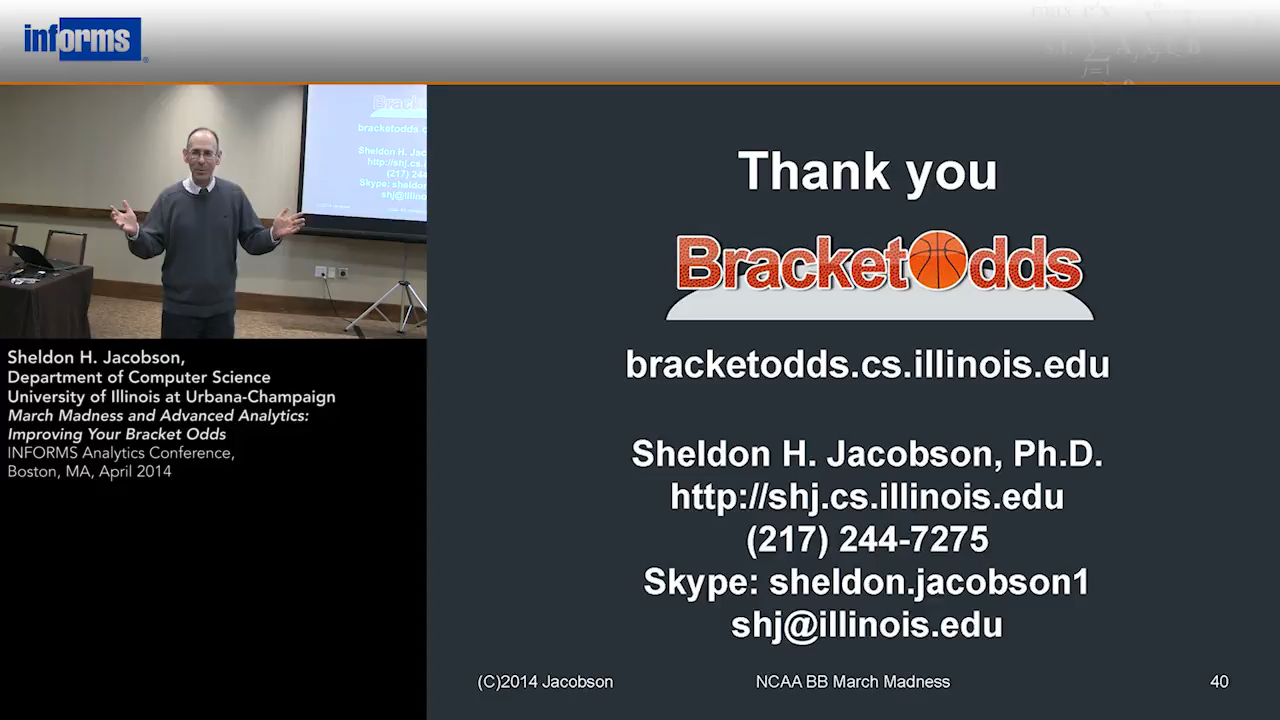 informs
Sheldon H. Jacobson,
Department of Computer Science
University of Illinois at Urbana-Champaign
March Madness and Advanced Analytics:
Improving Your Bracket Odds
INFORMS Analytics Conference,
Boston, MA, April 2014
Thank you
BracketOdds
bracketodds.cs.illinois.edu
Sheldon H. Jacobson, Ph.D.
http://shj.cs.illinois.edu
(217) 244-7275
Skype: sheldon.jacobson1
shj@illinois.edu
(C)2014 Jacobson
NCAA BB March Madness
40